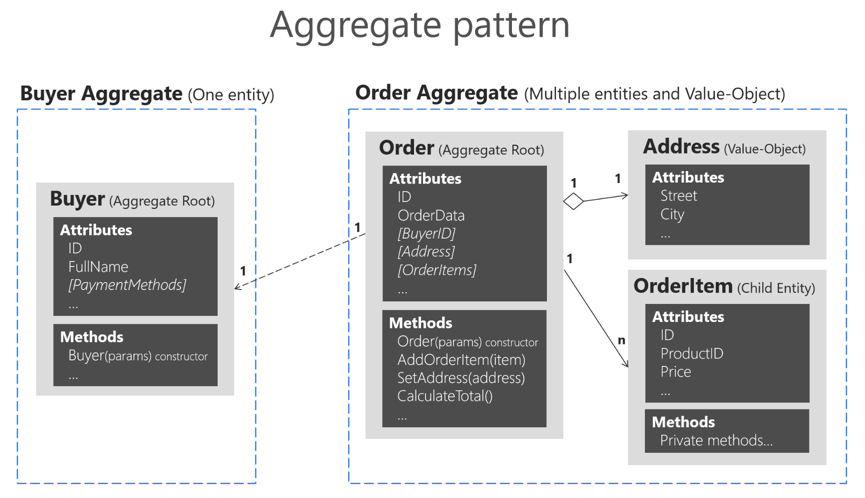 Aggregate pattern
Buyer Aggregate (One entity)
Buyer (Aggregate Root)
Attributes
ID
FullName
[PaymentMethods]
...
Methods
Buyer(params) constructor
...
1
1
Order Aggregate (Multiple entities and Value-Object)
Order (Aggregate Root)
Attributes
ID
OrderData
[BuyerID]
[Address]
[OrderItems]
...
Methods
Order(params) constructor
AddOrderItem(item)
SetAddress(address)
CalculateTotal()
...
1
1
Address (Value-Object)
Attributes
Street
City
...
1
n
OrderItem (Child Entity)
Attributes
ID
ProductID
Price
...
Methods
Private methods...